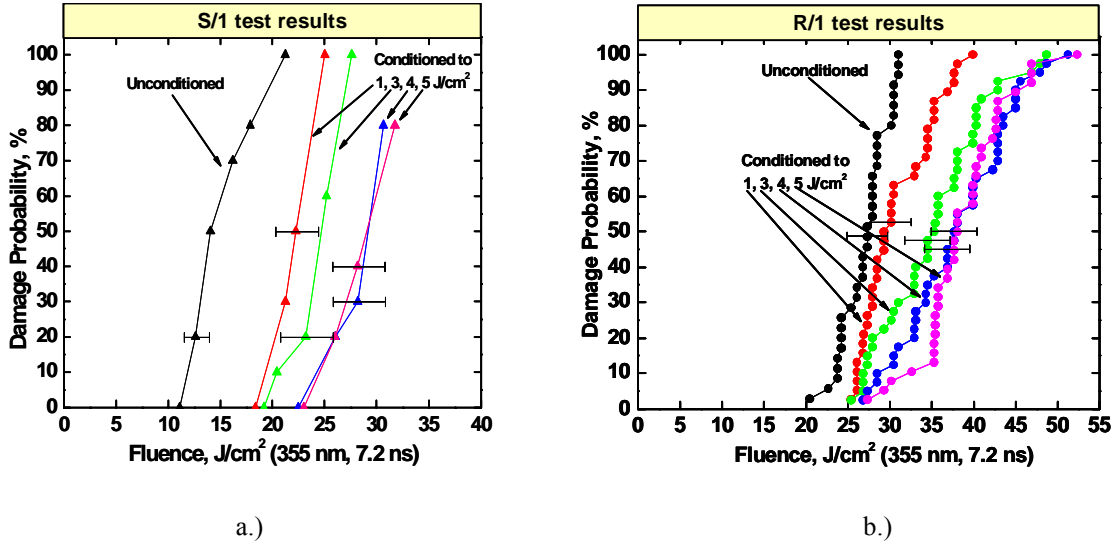 S/1 test results
100
90
80
70
60
50
40
30
20
10
0
Damage Probability, %
Unconditioned
Conditioned to
1, 3, 4, 5 J/cm²
0 5 10 15 20 25 30 35 40
Fluence, J/cm² (355 nm, 7.2 ns)
a.)
R/1 test results
100
90
80
70
60
50
40
30
20
10
0
Damage Probability, %
Unconditioned
Conditioned to
1, 3, 4, 5 J/cm²
0 5 10 15 20 25 30 35 40 45 50 55
Fluence, J/cm² (355 nm, 7.2 ns)
b.)